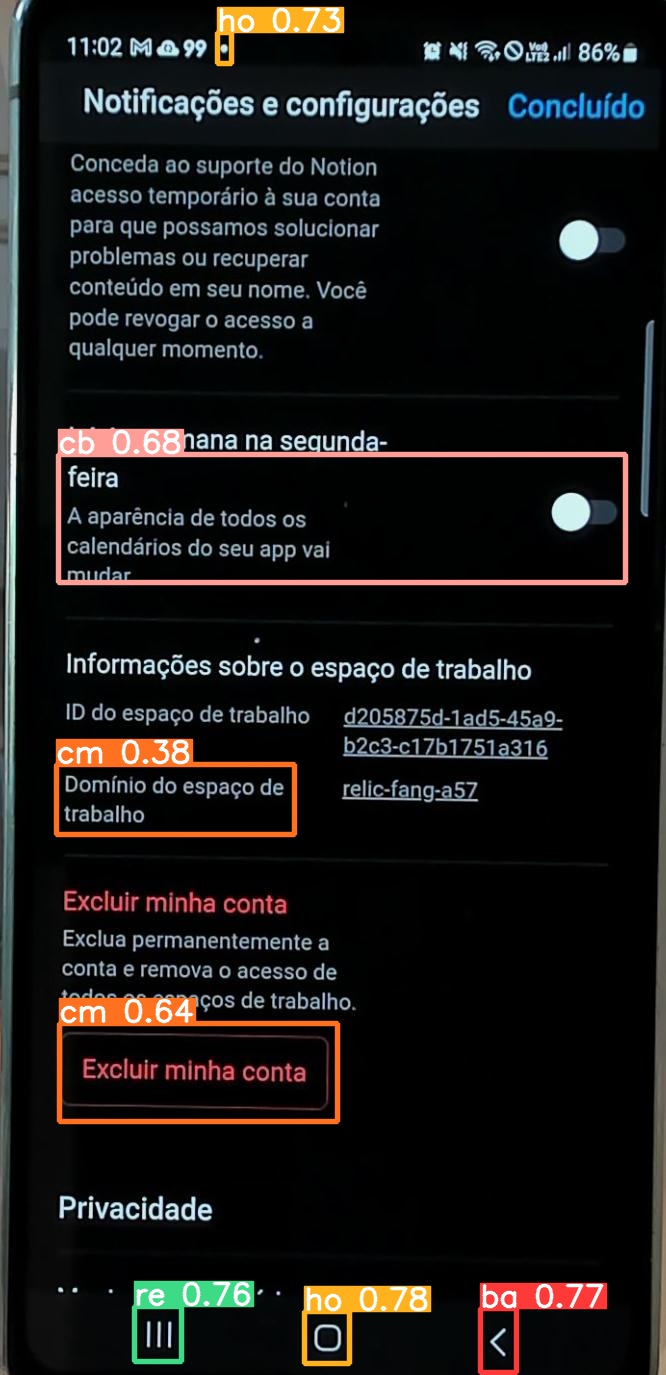 ho 0.73
11:02 99 86%
Notificações e configurações Concluído
Conceda ao suporte do Notion
acesso temporário à sua conta
para que possamos solucionar
problemas ou recuperar
conteúdo em seu nome. Você
pode revogar o acesso a
qualquer momento.
cb 0.68
na segunda-
feira
A aparência de todos os
calendários do seu app vai
mudar
Informações sobre o espaço de trabalho
ID do espaço de trabalho d205875d-1ad5-45a9-
b2c3-c17b1751a316
cm 0.38
Domínio do espaço de relic-fang-a57
trabalho
Excluir minha conta
Exclua permanentemente a
conta e remova o acesso de
todos os espaços de trabalho.
cm 0.64
Excluir minha conta
Privacidade
re 0.76 ho 0.78 ba 0.77